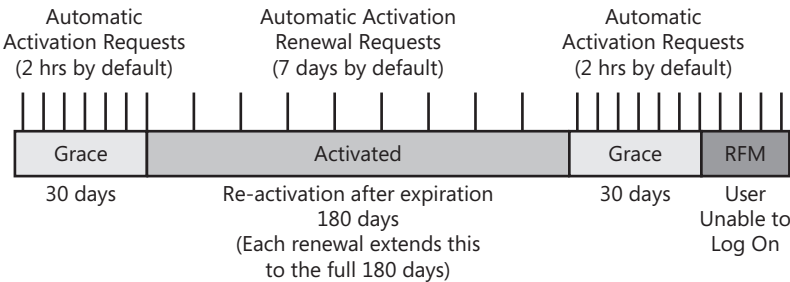 Automatic
Activation Requests
(2 hrs by default)
Automatic Activation
Renewal Requests
(7 days by default)
Automatic
Activation Requests
(2 hrs by default)
Grace
Activated
Grace
RFM
30 days
Re-activation after expiration
180 days
(Each renewal extends this
to the full 180 days)
30 days
User
Unable to
Log On